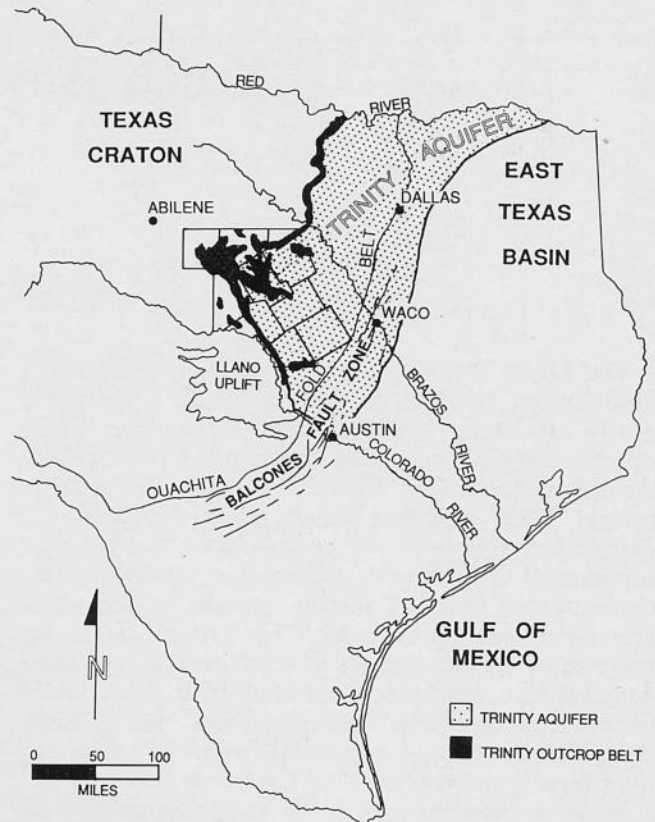 RED
RIVER
TEXAS
CRATON
TRINITY AQUIFER
EAST
TEXAS
BASIN
ABILENE
DALLAS
BELT
WACO
LLANO
UPLIFT
FOLD
FAULT ZONE
BRAZOS
RIVER
AUSTIN
COLORADO
RIVER
OUACHITA
BALCONES
GULF OF
MEXICO
N
TRINITY AQUIFER
TRINITY OUTCROP BELT
0 50 100
MILES